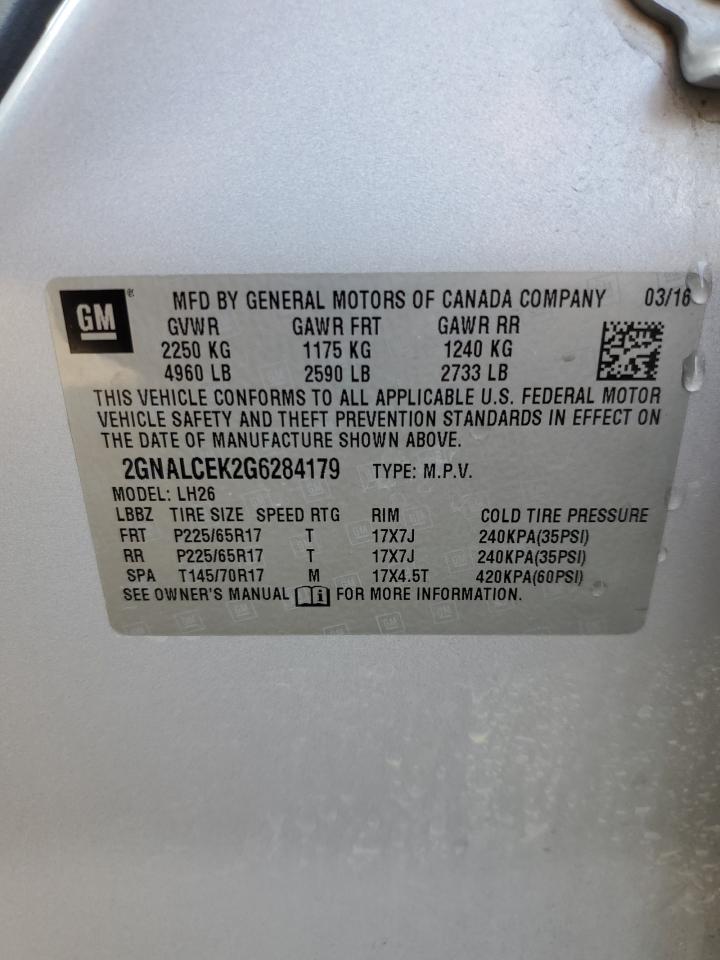 GM ® MFD BY GENERAL MOTORS OF CANADA COMPANY 03/16
GVWR GAWR FRT GAWR RR
2250 KG 1175 KG 1240 KG
4960 LB 2590 LB 2733 LB
THIS VEHICLE CONFORMS TO ALL APPLICABLE U.S. FEDERAL MOTOR
VEHICLE SAFETY AND THEFT PREVENTION STANDARDS IN EFFECT ON
THE DATE OF MANUFACTURE SHOWN ABOVE.
2GNALCEK2G6284179 TYPE: M.P.V.
MODEL: LH26
LBBZ TIRE SIZE SPEED RTG RIM COLD TIRE PRESSURE
FRT P225/65R17 T 17X7J 240KPA(35PSI)
RR P225/65R17 T 17X7J 240KPA(35PSI)
SPA T145/70R17 M 17X4.5T 420KPA(60PSI)
SEE OWNER'S MANUAL FOR MORE INFORMATION.